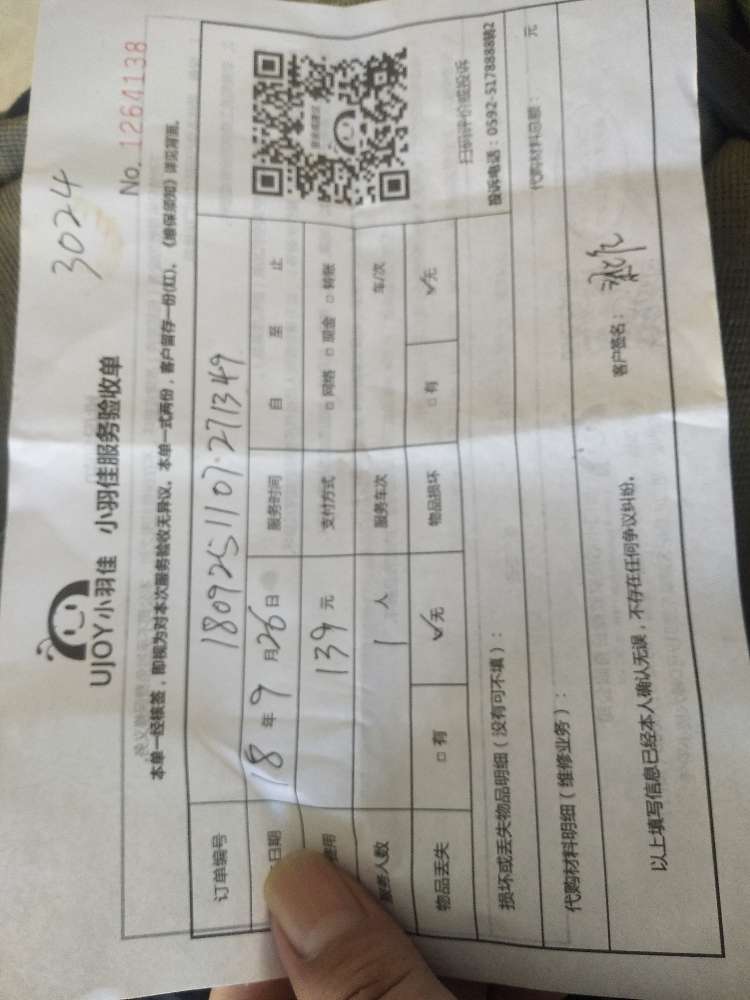 3024
UJOY小羽佳 小羽佳服务验收单
No. 1264138
本单一经核签，即视为对本次服务验收无异议。本单一式两份，客户留存一份(红)。《维保须知》详见背面。
订单编号 1809251107271349
日期 18年9月26日 服务时间 自 至 止
用 139元 支付方式 □网络 □现金 □转账
服务人数 1人 服务车次 车/次
物品丢失 □有 ✓无 物品损坏 □有 ✓无
扫码评价或投诉
投诉电话：0592-5178888转2
损坏或丢失物品明细（没有可不填）：
代购材料明细（维修业务）： 代购材料总额： 元
以上填写信息已经本人确认无误，不存在任何争议纠纷。 客户签名：